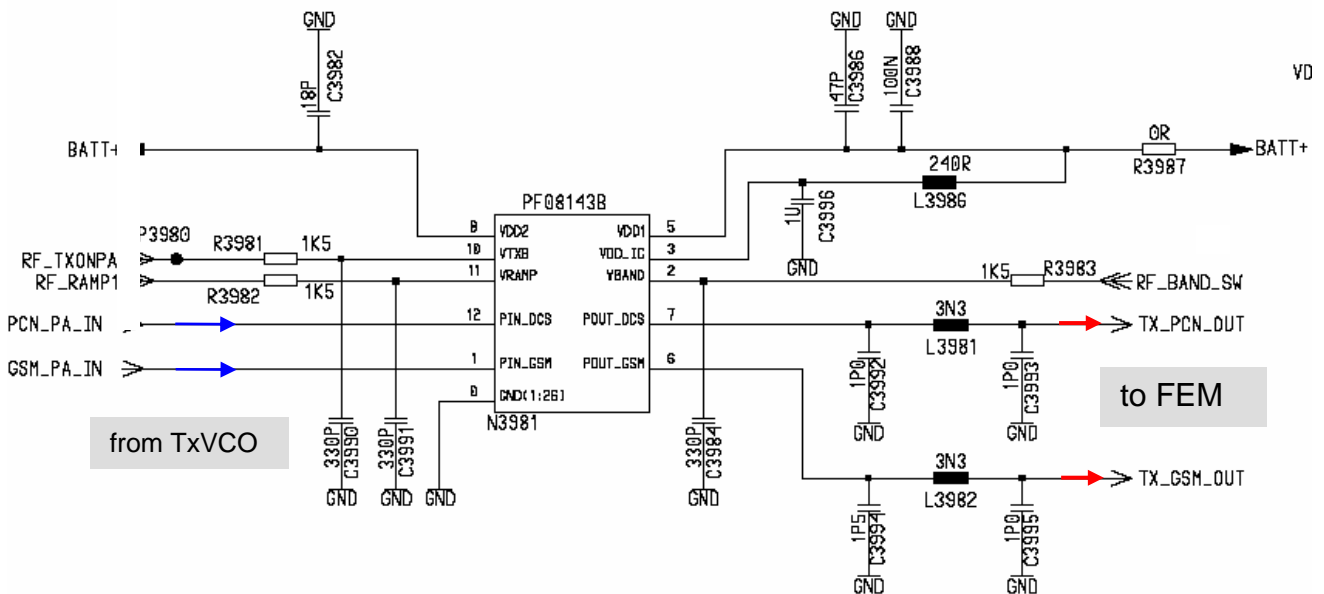 GND
GND
GND
18P
C3982
47P
C3986
100N
C3988
VD
BATT+
0R
R3987
BATT+
240R
L3986
1U
C3996
GND
PF08143B
8
VDD2
VDD1
5
P3980
R3981
1K5
10
VTXB
VDD_IC
3
RF_TXONPA
RF_RAMP1
R3982
1K5
11
VRAMP
VBAND
2
1K5
R3983
RF_BAND_SW
PCN_PA_IN
12
PIN_DCS
POUT_DCS
7
3N3
L3981
TX_PCN_OUT
GSM_PA_IN
1
PIN_GSM
POUT_GSM
6
1P0
C3992
1P0
C3993
0
GND(1:26)
N3981
to FEM
from TxVCO
330P
C3990
330P
C3991
330P
C3984
GND
GND
3N3
L3982
TX_GSM_OUT
GND
GND
GND
GND
1P5
C3994
1P0
C3995
GND
GND